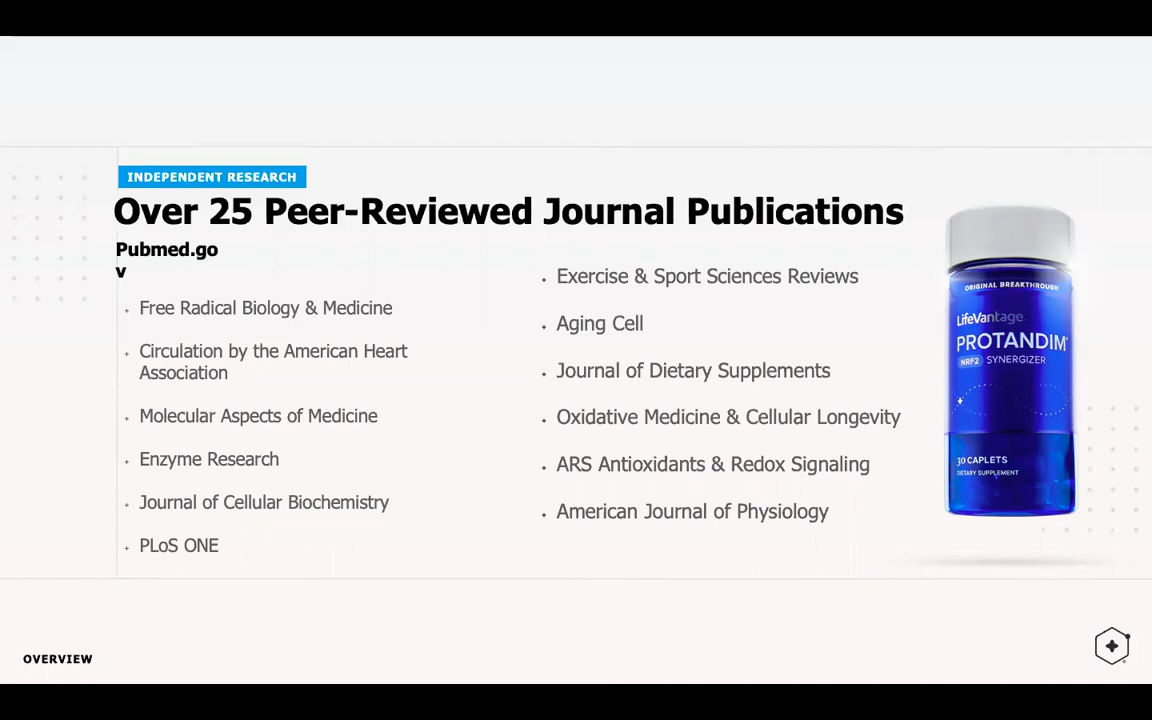 INDEPENDENT RESEARCH
Over 25 Peer-Reviewed Journal Publications
Pubmed.go
v
Free Radical Biology & Medicine
Circulation by the American Heart
Association
Molecular Aspects of Medicine
Enzyme Research
Journal of Cellular Biochemistry
PLoS ONE
Exercise & Sport Sciences Reviews
Aging Cell
Journal of Dietary Supplements
Oxidative Medicine & Cellular Longevity
ARS Antioxidants & Redox Signaling
American Journal of Physiology
ORIGINAL BREAKTHROUGH
LifeVantage
PROTANDIM
NRF2 SYNERGIZER
30 CAPLETS
DIETARY SUPPLEMENT
OVERVIEW